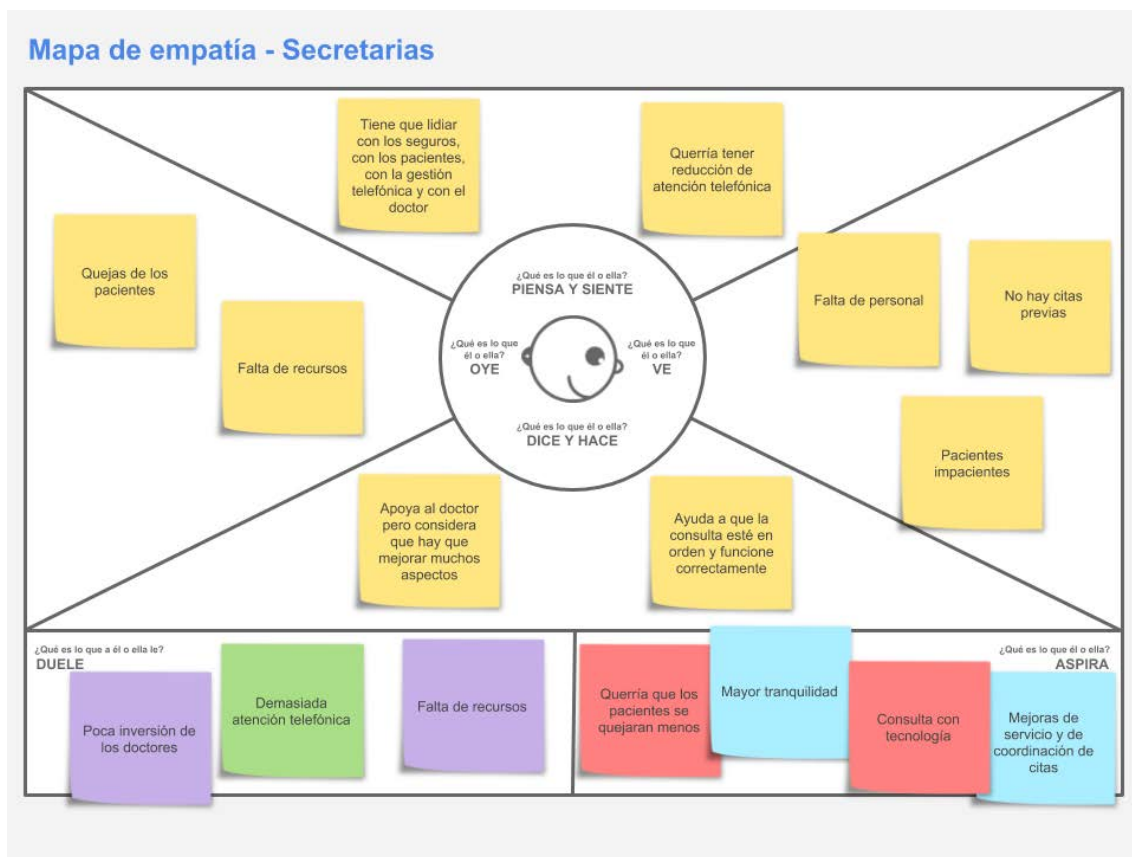 Mapa de empatía - Secretarias
Tiene que lidiar
con los seguros,
con los pacientes,
con la gestión
telefónica y con el
doctor
Querría tener
reducción de
atención telefónica
Quejas de los
pacientes
Falta de recursos
¿Qué es lo que él o ella?
PIENSA Y SIENTE
¿Qué es lo que
él o ella?
OYE
¿Qué es lo que
él o ella?
VE
¿Qué es lo que él o ella?
DICE Y HACE
Falta de personal
No hay citas
previas
Pacientes
impacientes
Apoya al doctor
pero considera
que hay que
mejorar muchos
aspectos
Ayuda a que la
consulta esté en
orden y funcione
correctamente
¿Qué es lo que a él o ella le?
DUELE
Poca inversión de
los doctores
Demasiada
atención telefónica
Falta de recursos
¿Qué es lo que él o ella?
ASPIRA
Querría que los
pacientes se
quejaran menos
Mayor tranquilidad
Consulta con
tecnología
Mejoras de
servicio y de
coordinación de
citas